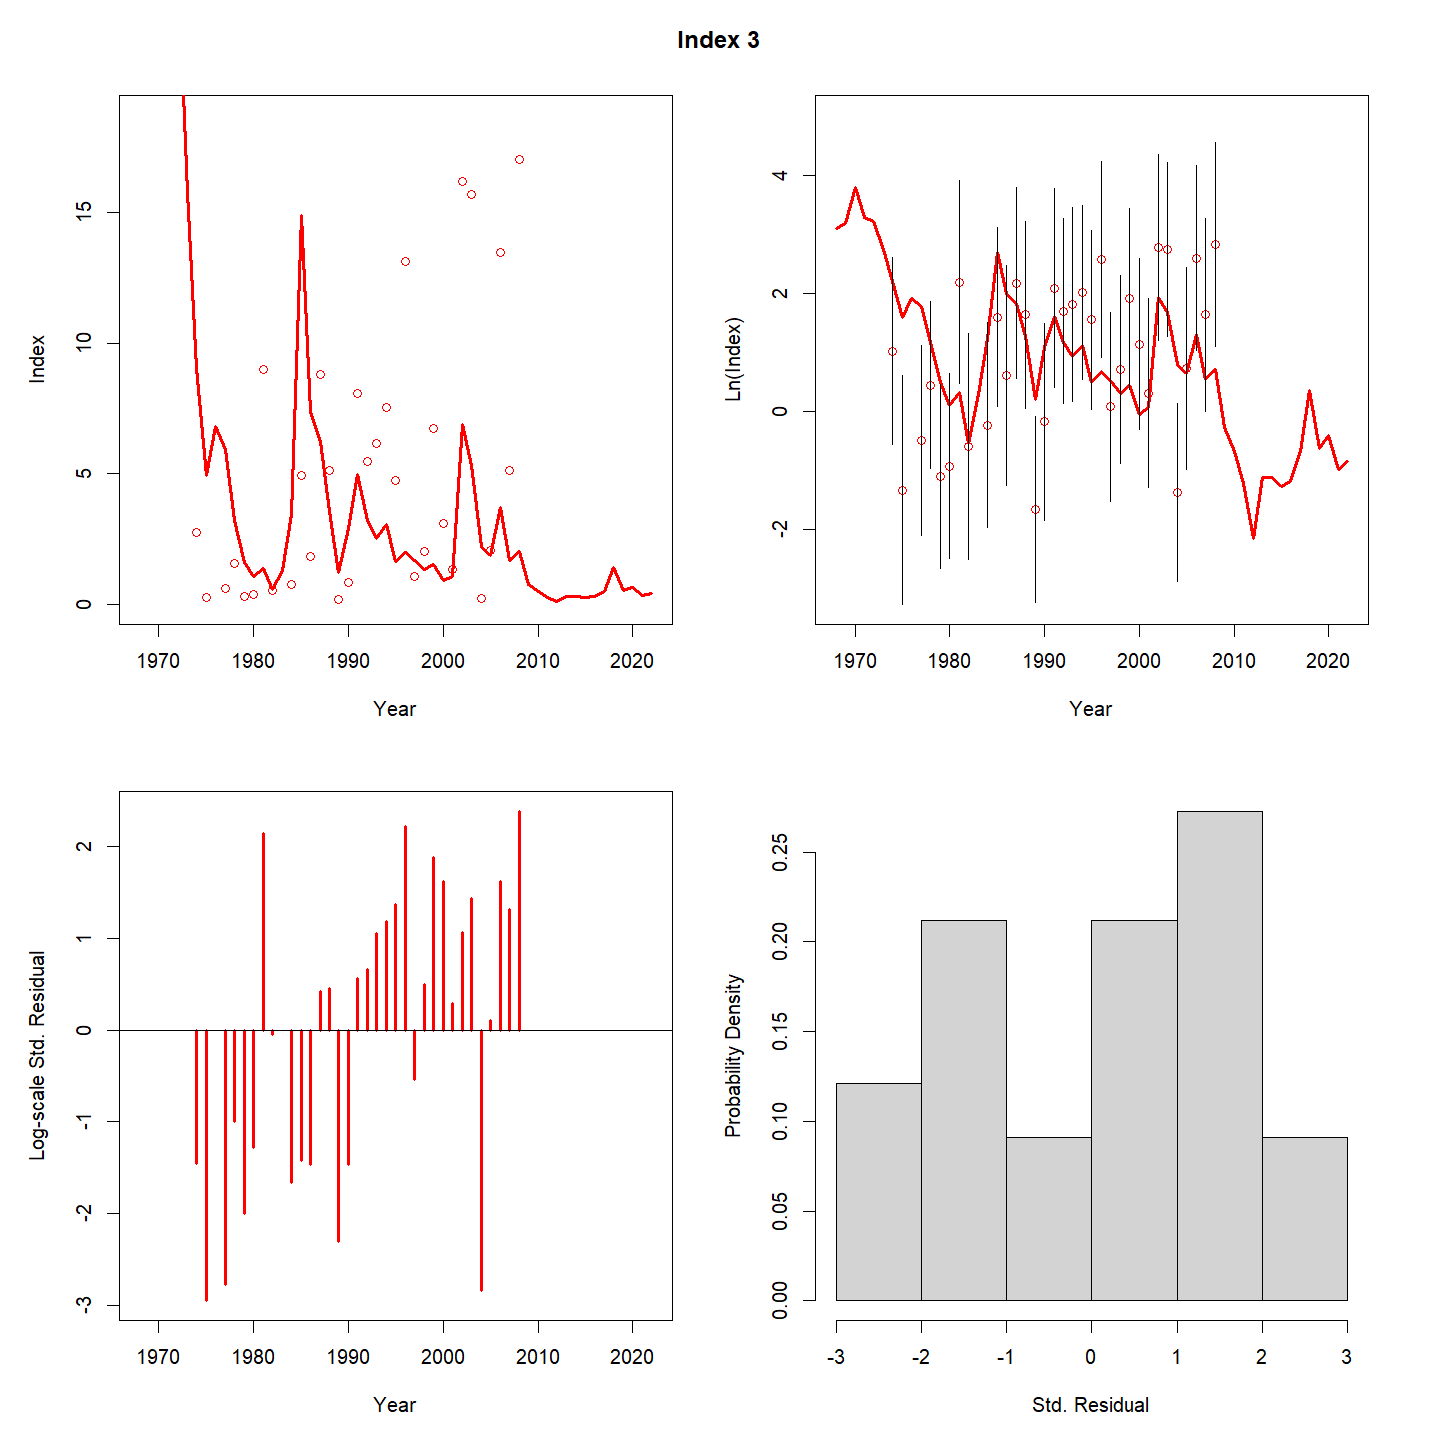 Index 3
Index
0 5 10 15
1970 1980 1990 2000 2010 2020
Year
Ln(Index)
-2 0 2 4
1970 1980 1990 2000 2010 2020
Year
Log-scale Std. Residual
-3 -2 -1 0 1 2
1970 1980 1990 2000 2010 2020
Year
Probability Density
0.00 0.05 0.10 0.15 0.20 0.25
-3 -2 -1 0 1 2 3
Std. Residual